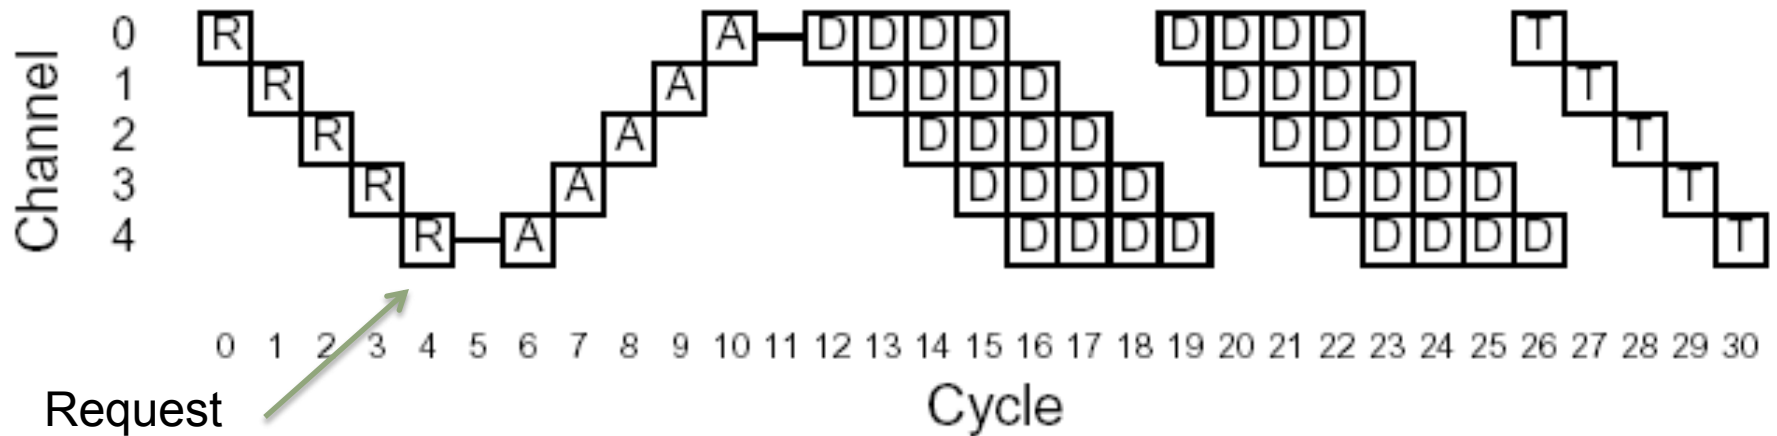 Channel
0 R A D D D D D D D D T
1 R A D D D D D D D D T
2 R A D D D D D D D D T
3 R A D D D D D D D D T
4 R A D D D D D D D D T
0 1 2 3 4 5 6 7 8 9 10 11 12 13 14 15 16 17 18 19 20 21 22 23 24 25 26 27 28 29 30
Cycle
Request